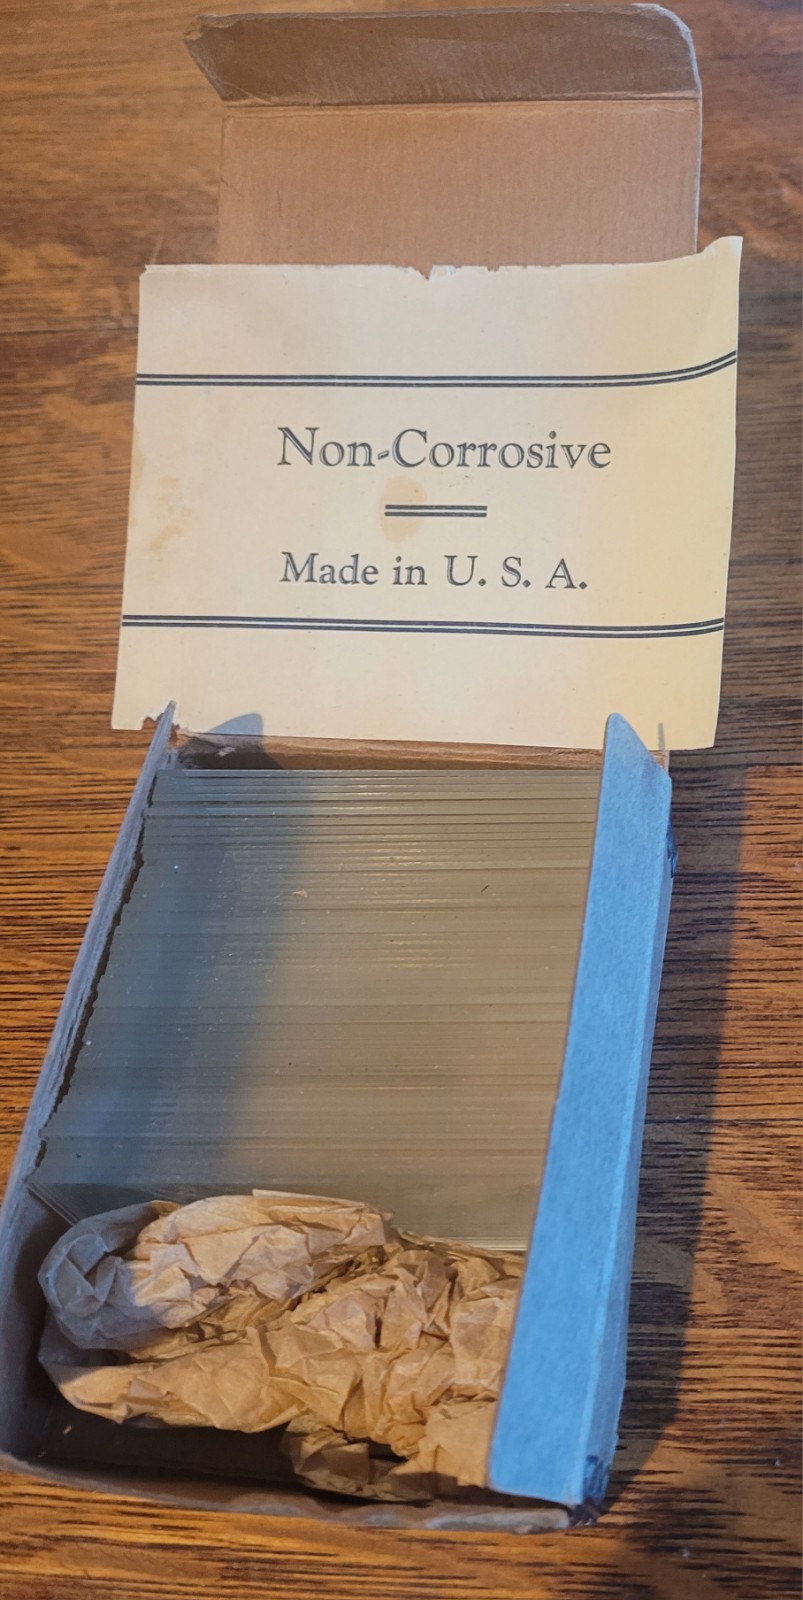 Non-Corrosive
Made in U. S. A.